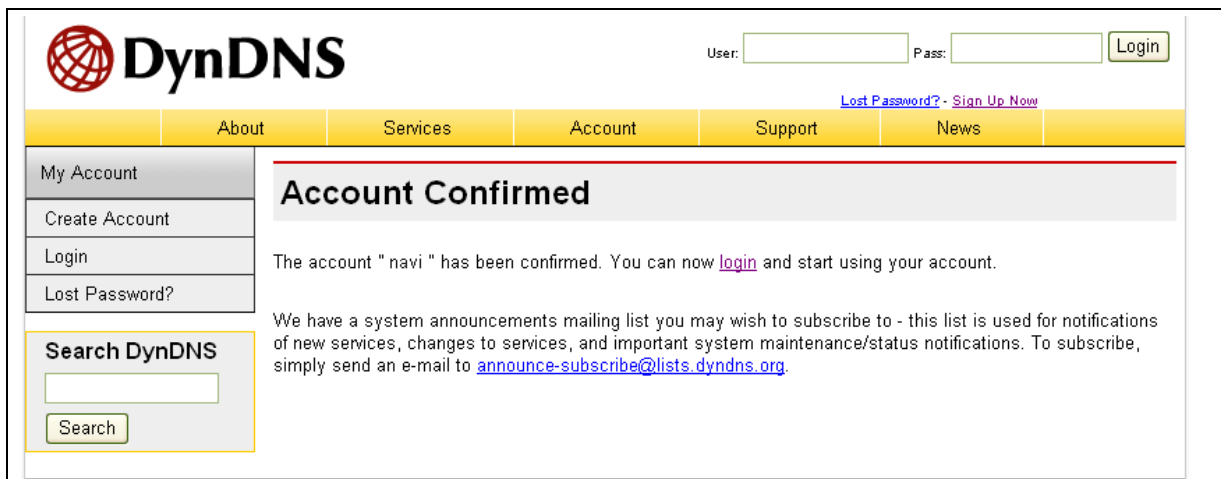 DynDNS
User: Pass: Login
Lost Password? - Sign Up Now
About Services Account Support News
My Account
Create Account
Login
Lost Password?
Search DynDNS
Search
Account Confirmed
The account " navi " has been confirmed. You can now login and start using your account.
We have a system announcements mailing list you may wish to subscribe to - this list is used for notifications
of new services, changes to services, and important system maintenance/status notifications. To subscribe,
simply send an e-mail to announce-subscribe@lists.dyndns.org.